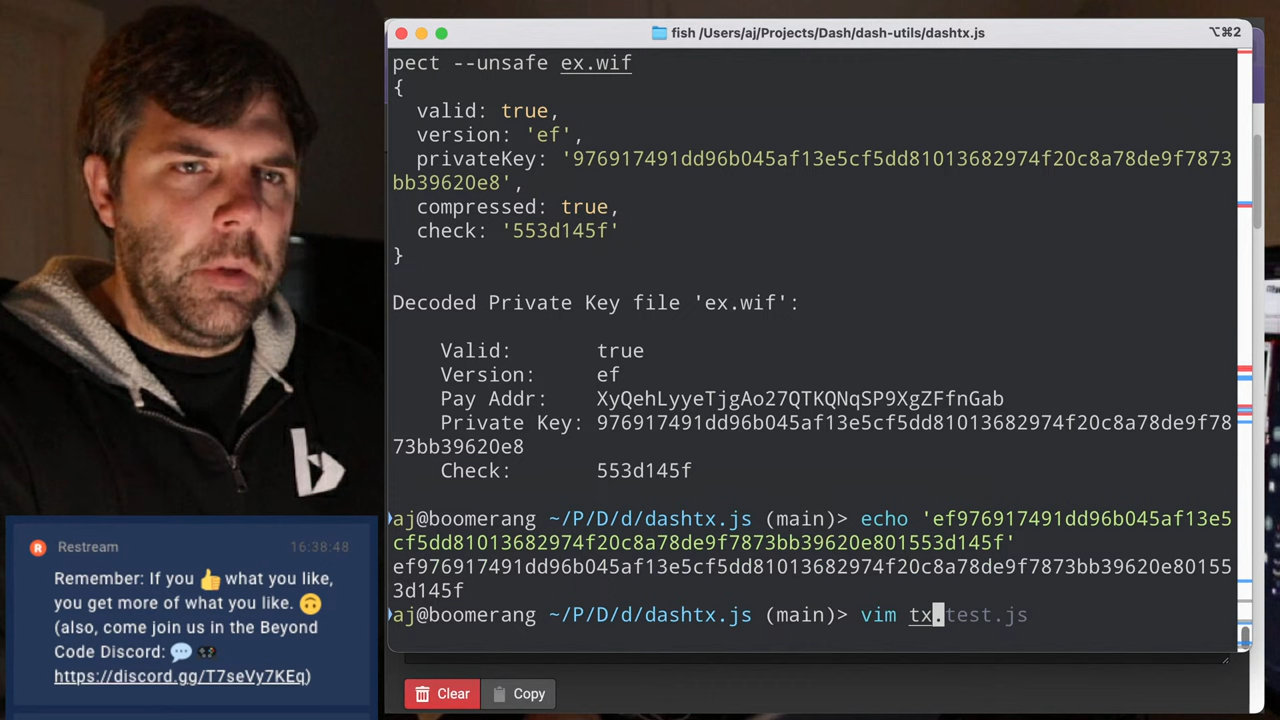 fish /Users/aj/Projects/Dash/dash-utils/dashtx.js
⌥⌘2
pect --unsafe ex.wif
{
valid: true,
version: 'ef',
privateKey: '976917491dd96b045af13e5cf5dd81013682974f20c8a78de9f7873
bb39620e8',
compressed: true,
check: '553d145f'
}
Decoded Private Key file 'ex.wif':
Valid: true
Version: ef
Pay Addr: XyQehLyyeTjgAo27QTKQNqSP9XgZFfnGab
Private Key: 976917491dd96b045af13e5cf5dd81013682974f20c8a78de9f78
73bb39620e8
Check: 553d145f
aj@boomerang ~/P/D/d/dashtx.js (main)> echo 'ef976917491dd96b045af13e5
cf5dd81013682974f20c8a78de9f7873bb39620e801553d145f'
ef976917491dd96b045af13e5cf5dd81013682974f20c8a78de9f7873bb39620e80155
3d145f
aj@boomerang ~/P/D/d/dashtx.js (main)> vim tx.test.js
Clear
Copy
R Restream 16:38:48
Remember: If you 👍 what you like,
you get more of what you like. 🙃
(also, come join us in the Beyond
Code Discord: 💬 🎮
https://discord.gg/T7seVy7KEq)